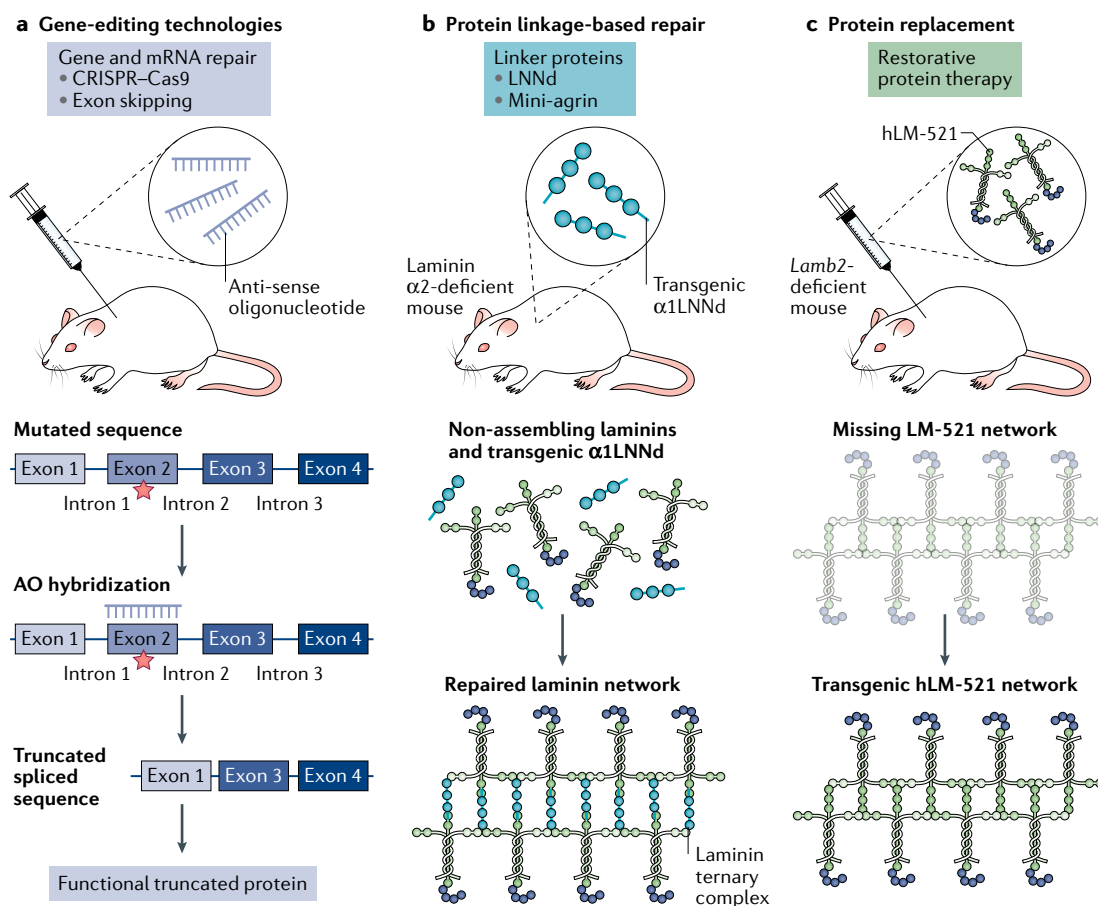 a Gene-editing technologies
Gene and mRNA repair
• CRISPR–Cas9
• Exon skipping
Anti-sense
oligonucleotide
Mutated sequence
Exon 1
Exon 2
Exon 3
Exon 4
Intron 1
Intron 2
Intron 3
AO hybridization
Exon 1
Exon 2
Exon 3
Exon 4
Intron 1
Intron 2
Intron 3
Truncated
spliced
sequence
Exon 1
Exon 3
Exon 4
Functional truncated protein
b Protein linkage-based repair
Linker proteins
• LNNd
• Mini-agrin
Laminin
α2-deficient
mouse
Transgenic
α1LNNd
Non-assembling laminins
and transgenic α1LNNd
Repaired laminin network
Laminin
ternary
complex
c Protein replacement
Restorative
protein therapy
hLM-521
Lamb2-
deficient
mouse
Missing LM-521 network
Transgenic hLM-521 network